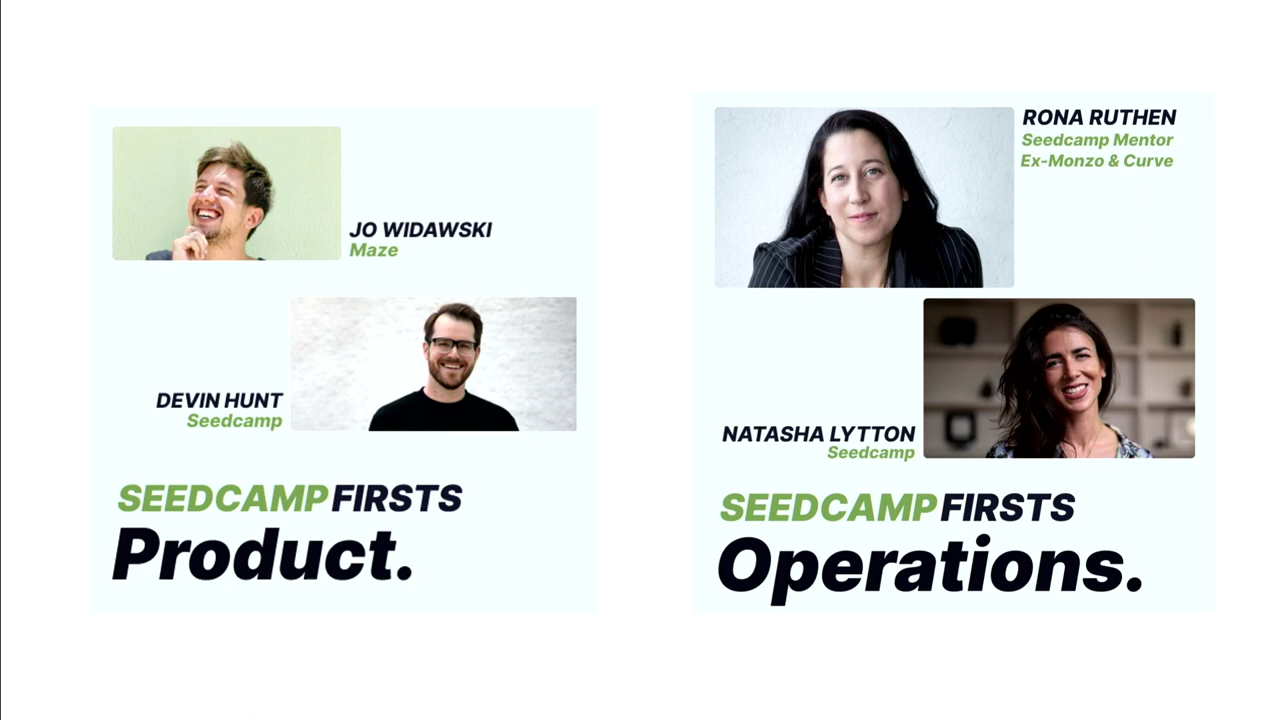 JO WIDAWSKI
Maze
DEVIN HUNT
Seedcamp
SEEDCAMP FIRSTS
Product.
RONA RUTHEN
Seedcamp Mentor
Ex-Monzo & Curve
NATASHA LYTTON
Seedcamp
SEEDCAMP FIRSTS
Operations.